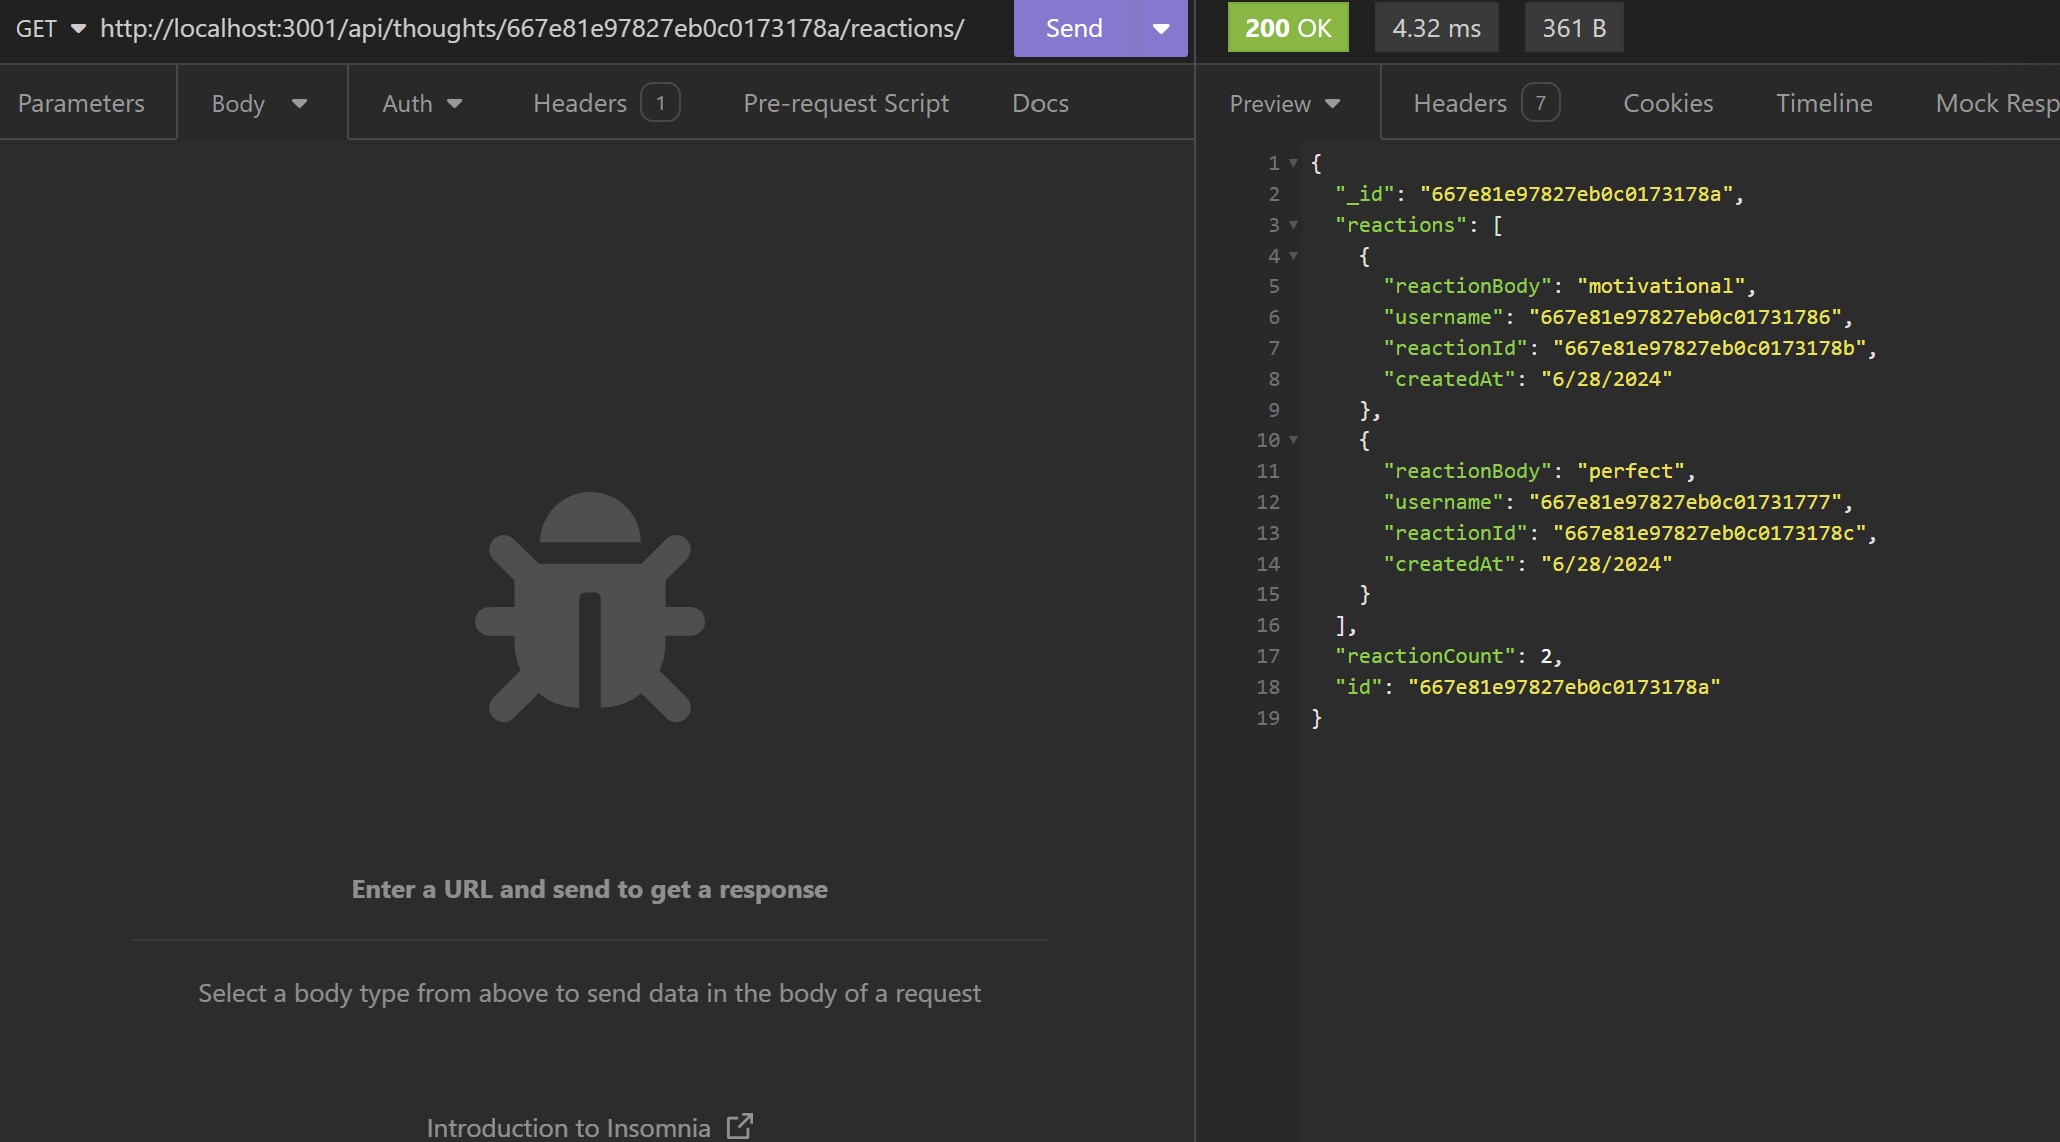 GET http://localhost:3001/api/thoughts/667e81e97827eb0c0173178a/reactions/ Send
Parameters Body Auth Headers 1 Pre-request Script Docs
Enter a URL and send to get a response
Select a body type from above to send data in the body of a request
Introduction to Insomnia
200 OK 4.32 ms 361 B
Preview Headers 7 Cookies Timeline Mock Resp
1 {
2 "_id": "667e81e97827eb0c0173178a",
3 "reactions": [
4 {
5 "reactionBody": "motivational",
6 "username": "667e81e97827eb0c01731786",
7 "reactionId": "667e81e97827eb0c0173178b",
8 "createdAt": "6/28/2024"
9 },
10 {
11 "reactionBody": "perfect",
12 "username": "667e81e97827eb0c01731777",
13 "reactionId": "667e81e97827eb0c0173178c",
14 "createdAt": "6/28/2024"
15 }
16 ],
17 "reactionCount": 2,
18 "id": "667e81e97827eb0c0173178a"
19 }